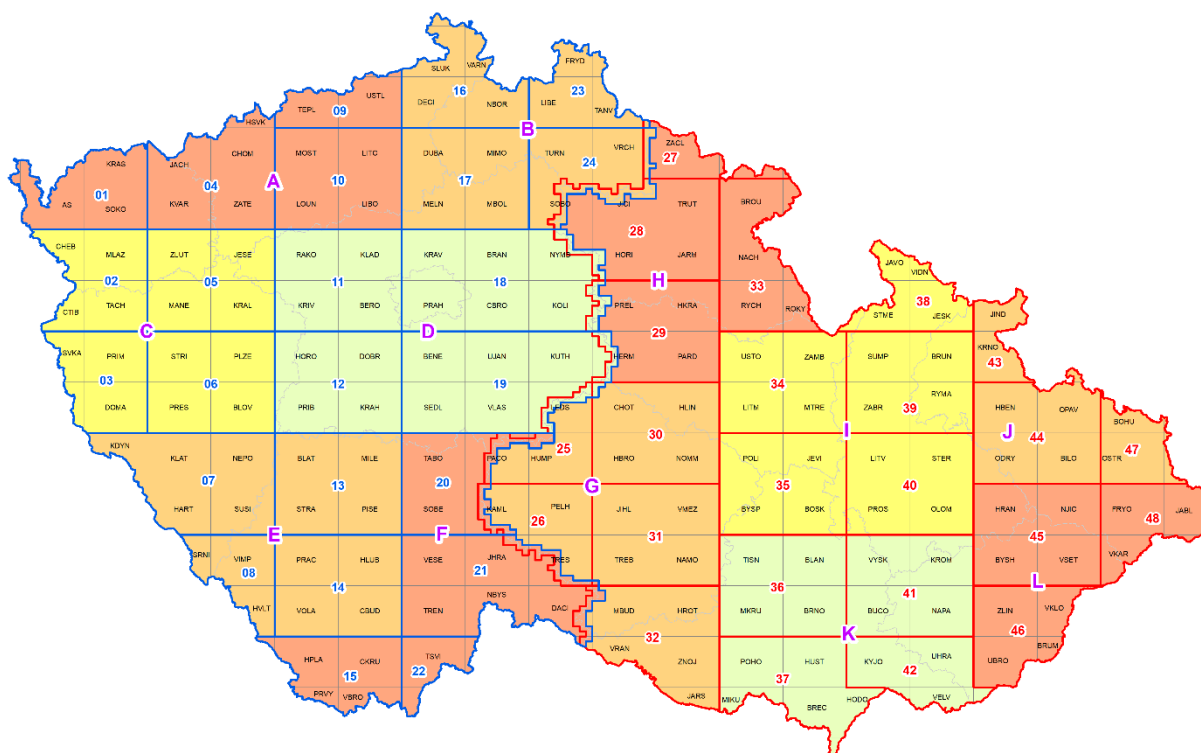 SLUK VARN FRYD
16 23
USTL DECI NBOR LIBE
TEPL 09 TANV
HSVK
B
ZACL
KRAS JACH CHOM MOST LITC DUBA MIMO TURN VRCH 27
24
01 04 A 10 17
AS SOKO KVAR ZATE LOUN LIBO MELN MBOL SOBO JICI TRUT BROU
28
CHEB MLAZ ZLUT JESE RAKO KLAD KRAV BRAN NYMB HORI JARM NACH JAVO VIDN
02 05 11 18 H 33 38
CTIB TACH MANE KRAL KRIV BERO PRAH CBRO KOLI PREL HKRA RYCH ROKY STME JESK JIND
C D 29
SVKA PRIM STRI PLZE HORO DOBR BENE UJAN KUTH HERM PARD USTO ZAMB SUMP BRUN KRNO
43
03 06 12 19 34 39 RYMA
DOMA PRES BLOV PRIB KRAH SEDL VLAS LEDS CHOT HLIN LITM MTRE ZABR HBEN OPAV
BOHU
30 I J 44 47
KDYN KLAT NEPO BLAT MILE TABO PACO HUMP 25 HBRO NOMM POLI JEVI LITV STER ODRY BILO OSTR
07 13 20 G 35 40
HART SUSI STRA PISE SOBE KAML PELH JIHL VMEZ BYSP BOSK PROS OLOM HRAN NJIC FRYO JABL
26 48
E F 31 45
SRNI VIMP PRAC HLUS VESE JHRA TRES TREB NAMO TISN BLAN VYSK KROM BYSH VSET VKAR
08 14 21 36 41 L
HVLT VOLA CBUD TREN NBYS DACI MBUD HROT MKRU BRNO BUCO NAPA ZLIN VKLO
32 K 46
HPLA CKRU TSVI VRAN ZNOJ POHO HUST KYJO UHRA UBRO BRUM
15 22 37 42
PRVY VBRO JARS MIKU BREC HODO VELV